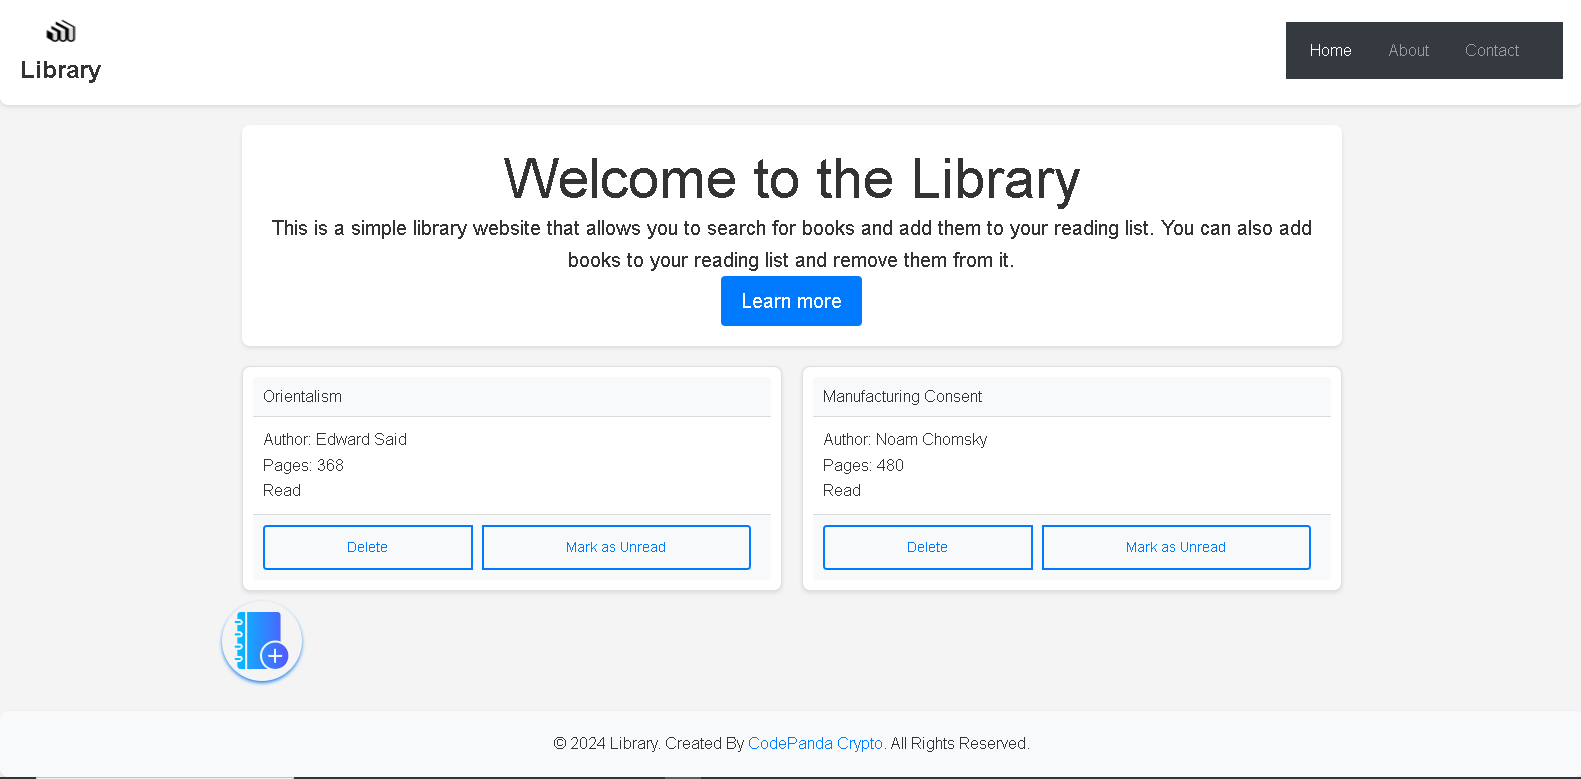 Library
Home About Contact
Welcome to the Library
This is a simple library website that allows you to search for books and add them to your reading list. You can also add
books to your reading list and remove them from it.
Learn more
Orientalism
Author: Edward Said
Pages: 368
Read
Delete Mark as Unread
Manufacturing Consent
Author: Noam Chomsky
Pages: 480
Read
Delete Mark as Unread
© 2024 Library. Created By CodePanda Crypto. All Rights Reserved.